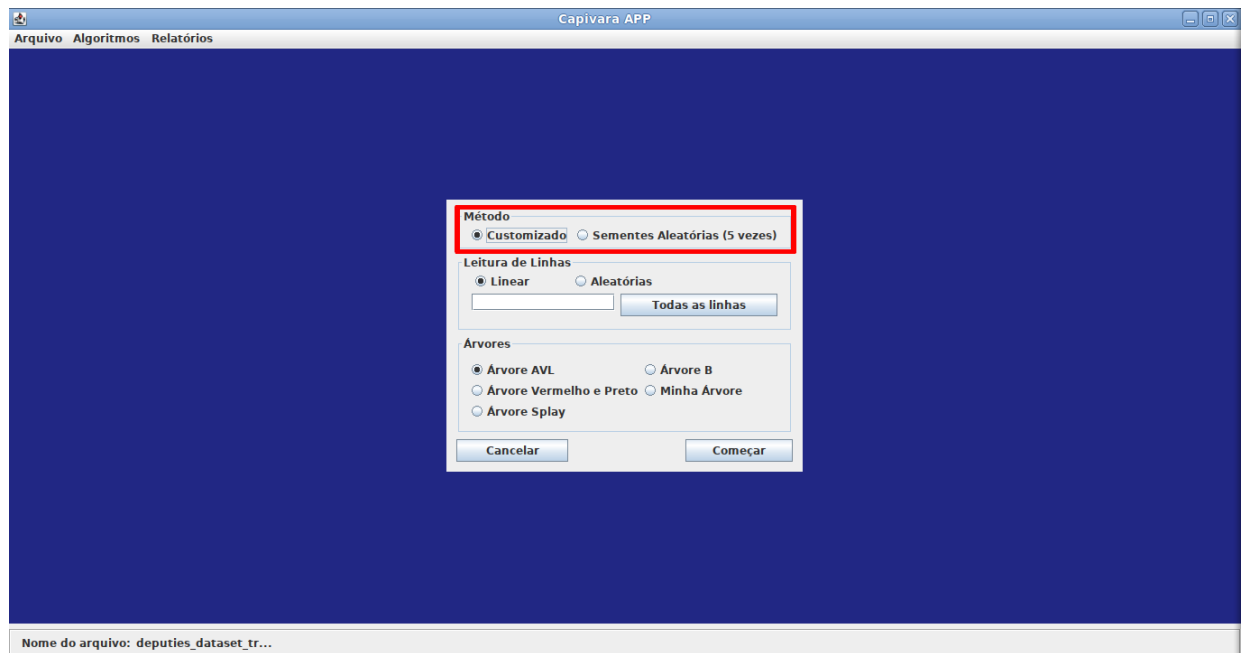 Capivara APP
Arquivo Algoritmos Relatórios
Método
Customizado Sementes Aleatórias (5 vezes)
Leitura de Linhas
Linear Aleatórias
Todas as linhas
Árvores
Árvore AVL Árvore B
Árvore Vermelho e Preto Minha Árvore
Árvore Splay
Cancelar Começar
Nome do arquivo: deputies_dataset_tr...